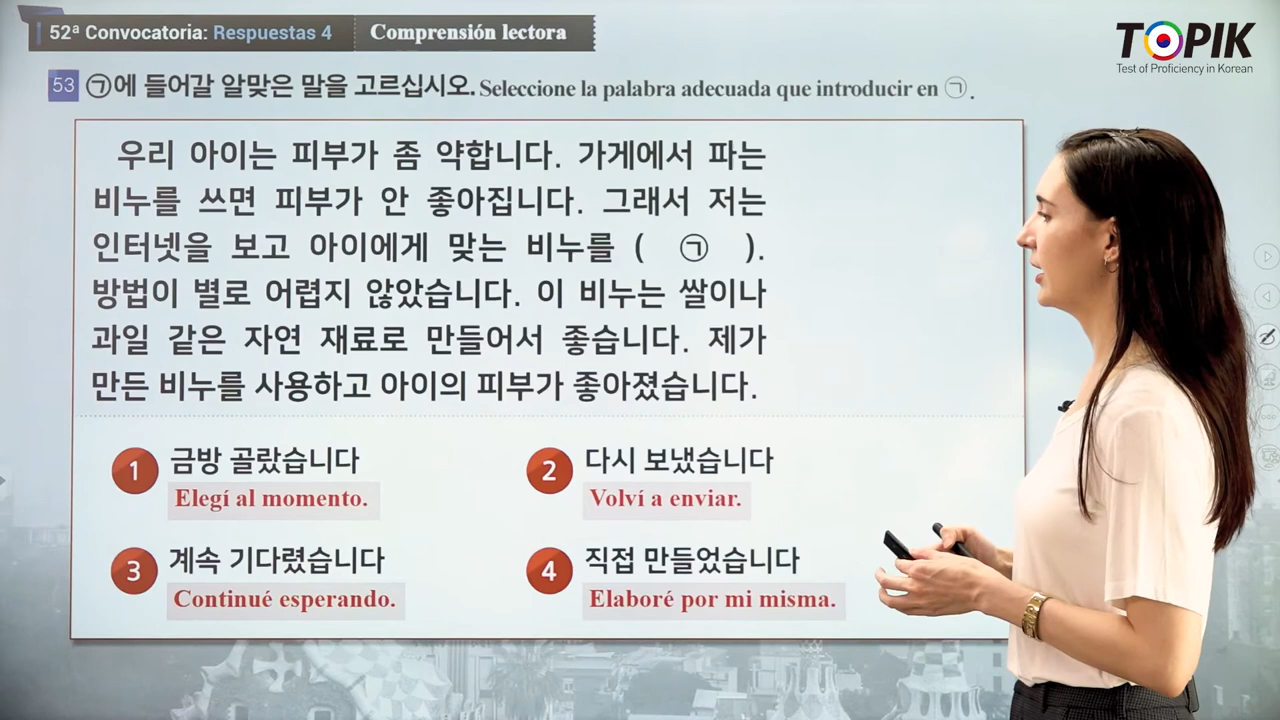 52ª Convocatoria: Respuestas 4
Comprensión lectora
TOPIK
Test of Proficiency in Korean
53 ㉠에 들어갈 알맞은 말을 고르십시오. Seleccione la palabra adecuada que introducir en ㉠.
우리 아이는 피부가 좀 약합니다. 가게에서 파는
비누를 쓰면 피부가 안 좋아집니다. 그래서 저는
인터넷을 보고 아이에게 맞는 비누를 ( ㉠ ).
방법이 별로 어렵지 않았습니다. 이 비누는 쌀이나
과일 같은 자연 재료로 만들어서 좋습니다. 제가
만든 비누를 사용하고 아이의 피부가 좋아졌습니다.
1 금방 골랐습니다
Elegí al momento.
2 다시 보냈습니다
Volví a enviar.
3 계속 기다렸습니다
Continué esperando.
4 직접 만들었습니다
Elaboré por mi misma.